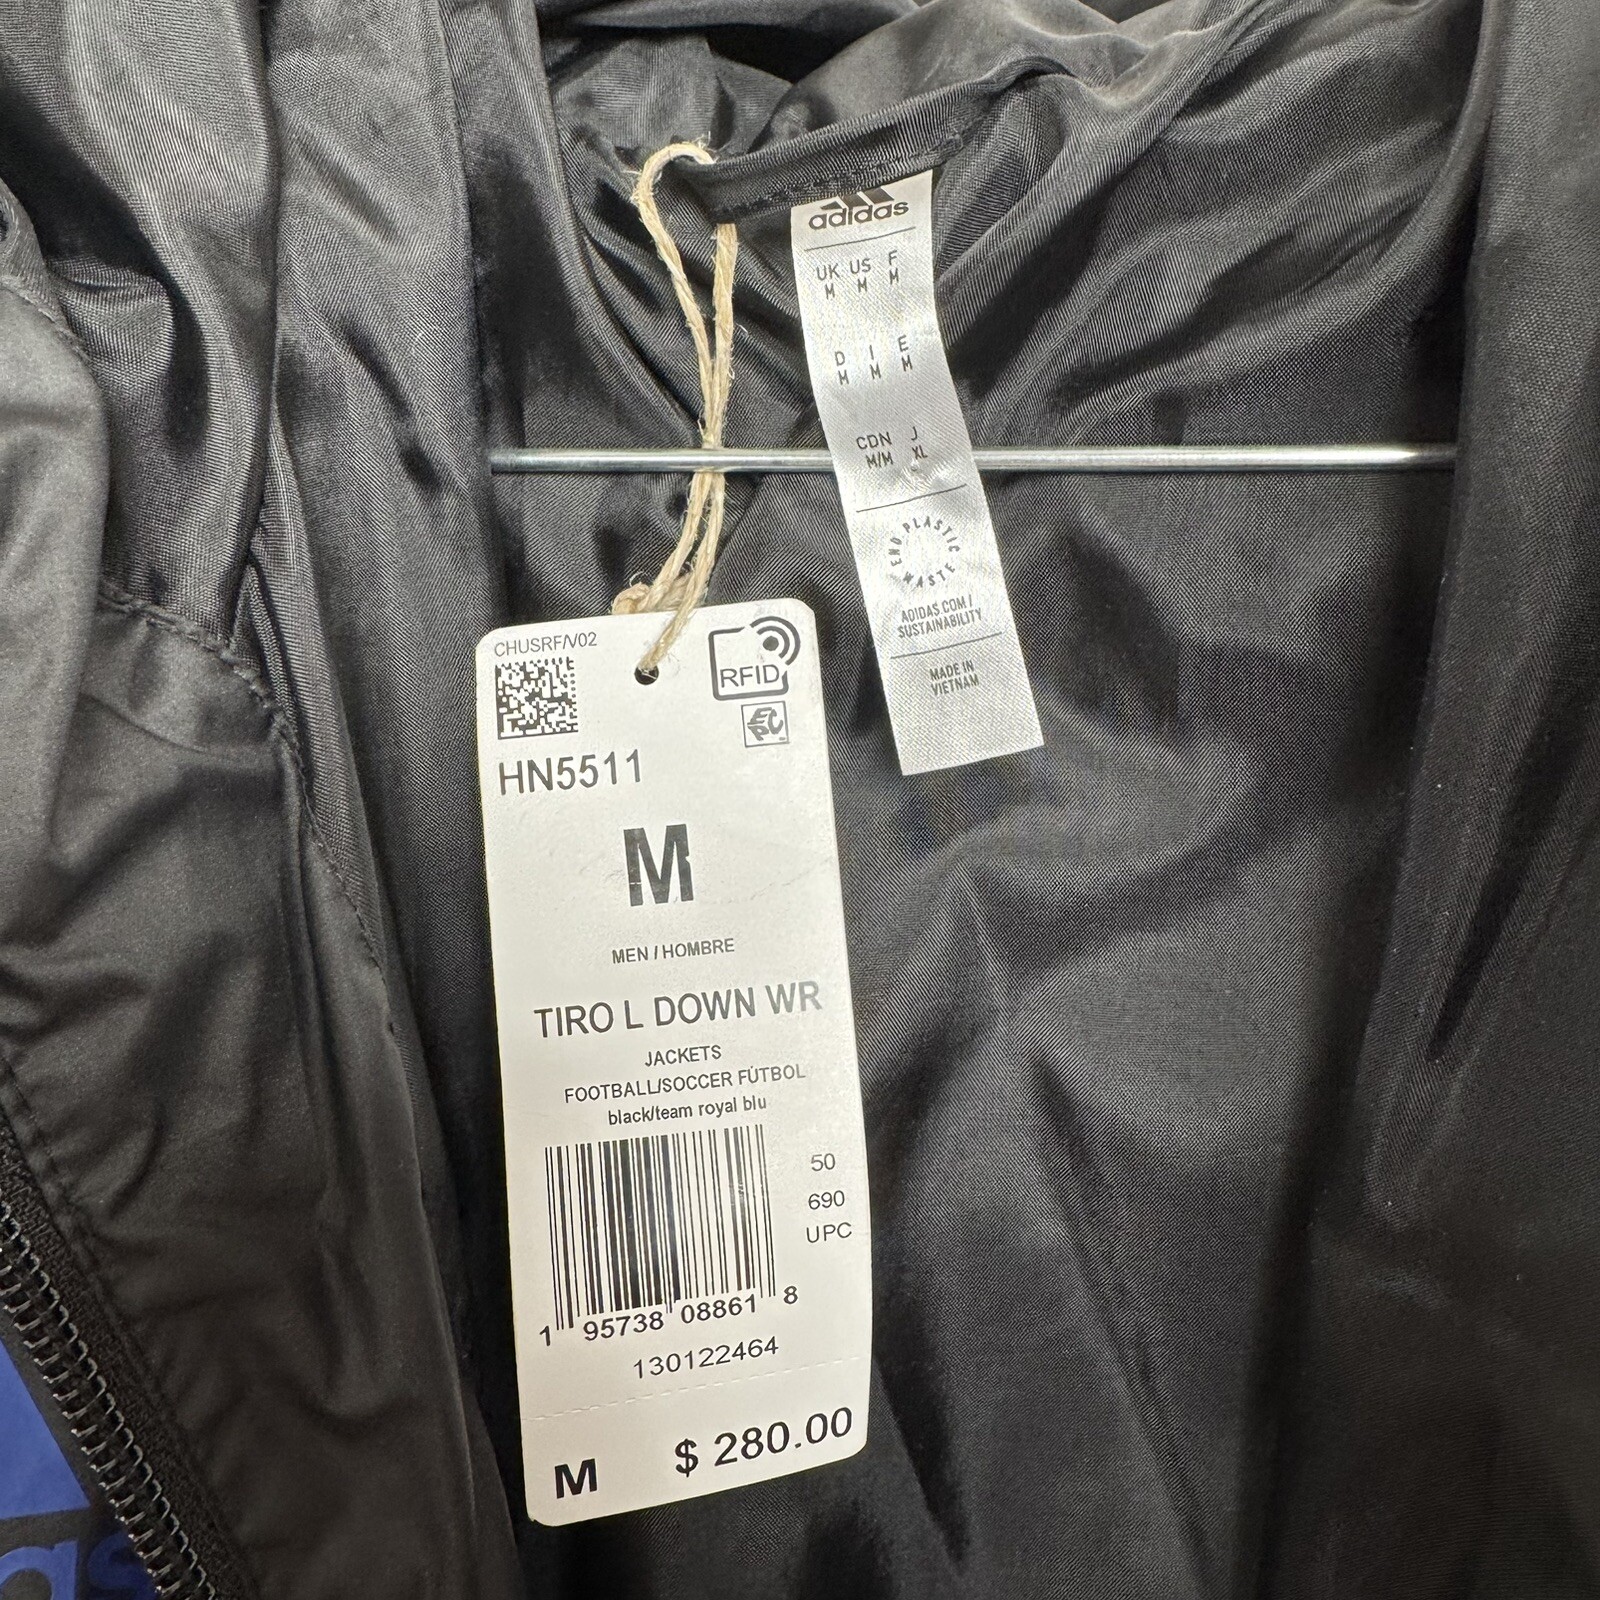 adidas
UK US F
M M M
D I E
M M M
CDN J
M/M XL
END PLASTIC WASTE
ADIDAS.COM/
SUSTAINABILITY
MADE IN
VIETNAM
CHUSRF/V02
RFID
EPC
HN5511
M
MEN / HOMBRE
TIRO L DOWN WR
JACKETS
FOOTBALL/SOCCER FÚTBOL
black/team royal blu
50
690
UPC
1 95738 08861 8
130122464
M $ 280.00